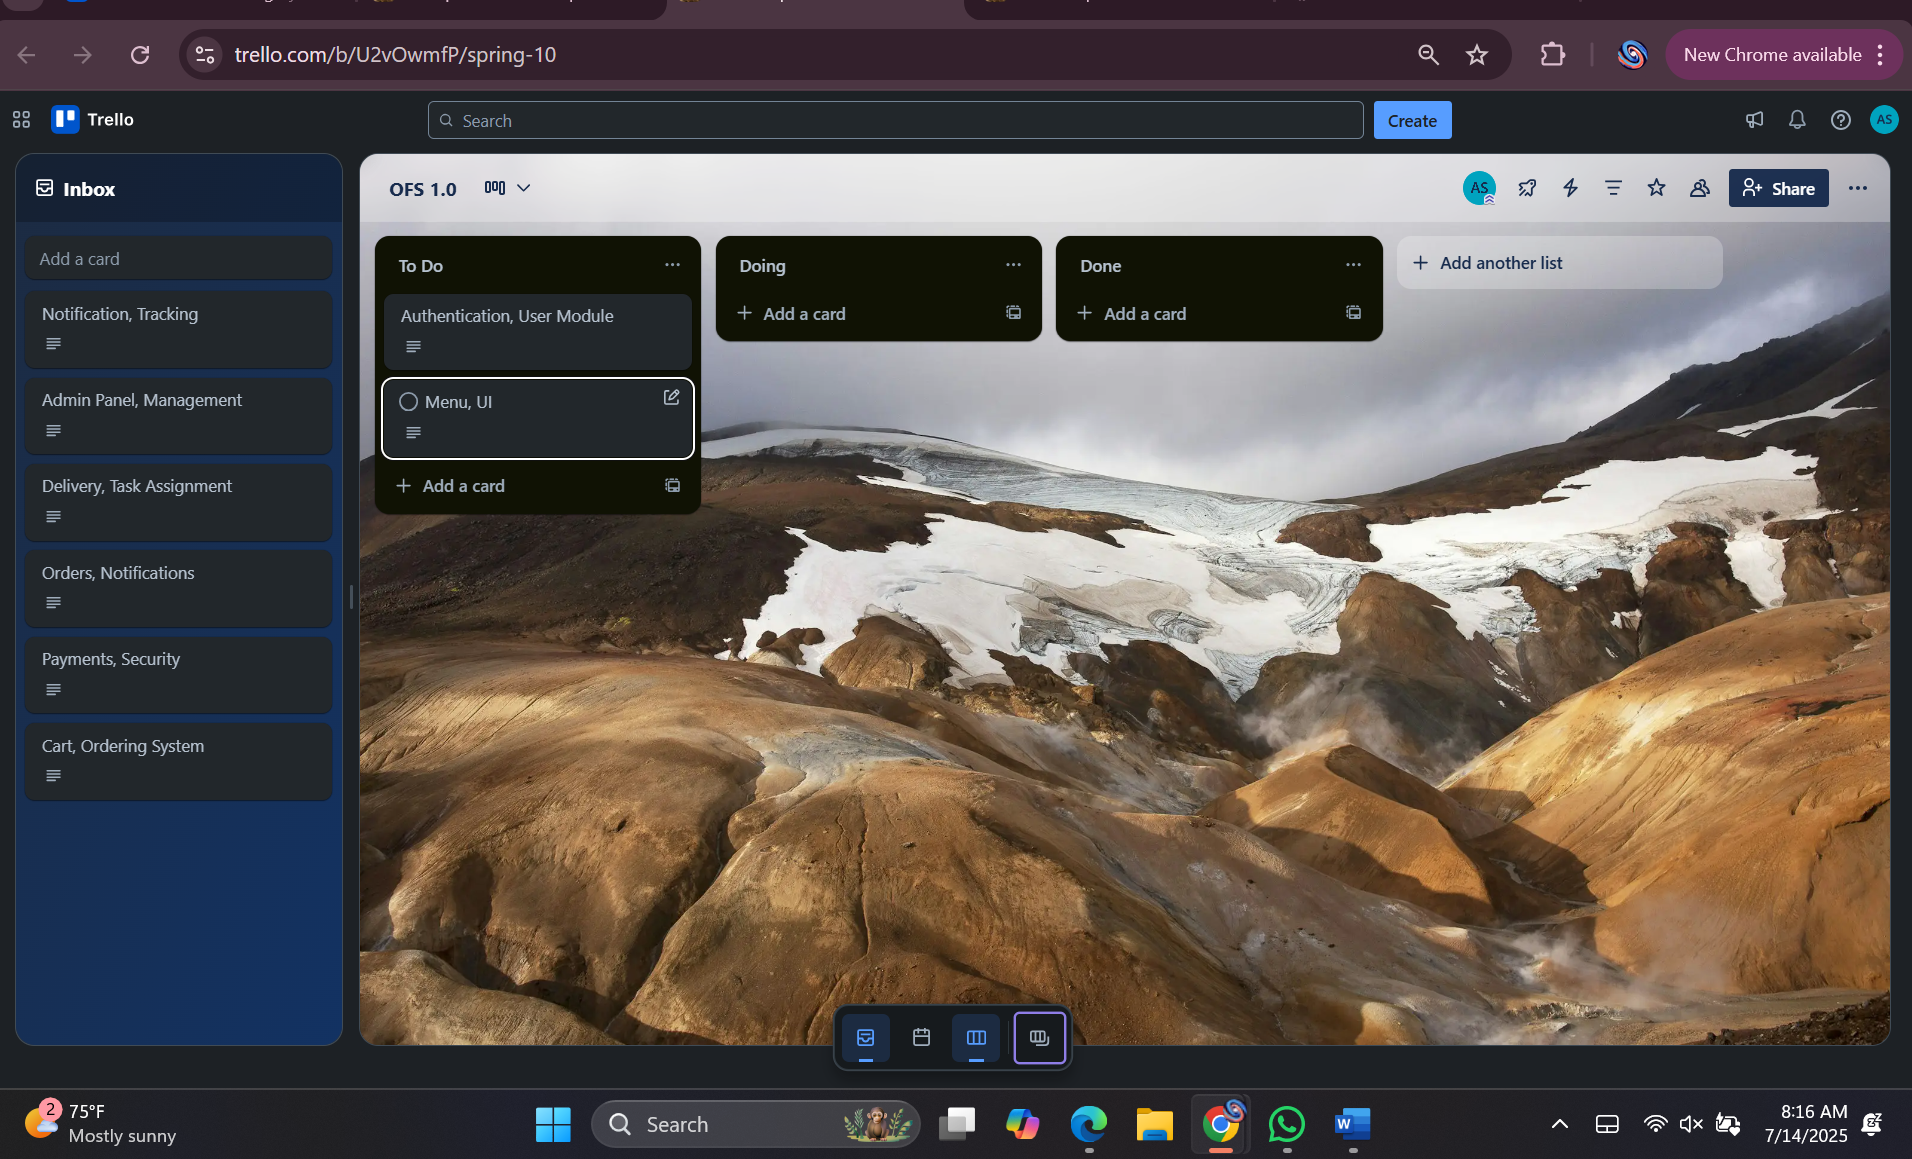 trello.com/b/U2vOwmfP/spring-10
New Chrome available
Trello
Search
Create
AS
Inbox
Add a card
Notification, Tracking
Admin Panel, Management
Delivery, Task Assignment
Orders, Notifications
Payments, Security
Cart, Ordering System
OFS 1.0
AS
Share
To Do
Authentication, User Module
Menu, UI
Add a card
Doing
Add a card
Done
Add a card
Add another list
2
75°F
Mostly sunny
Search
W
8:16 AM
7/14/2025